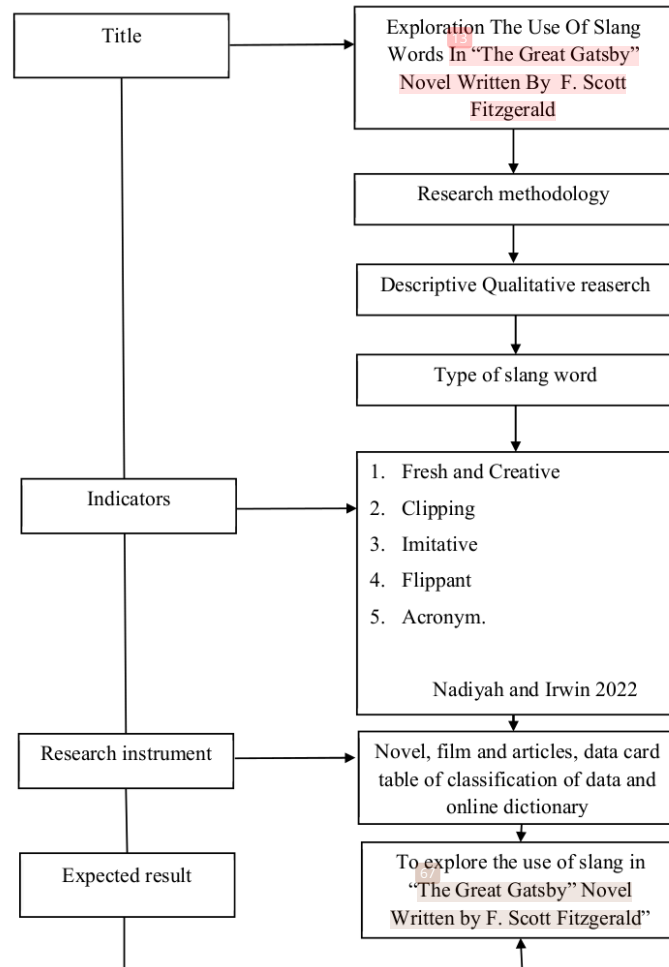 Title
Exploration The Use Of Slang
Words In “The Great Gatsby”
13
Novel Written By F. Scott
Fitzgerald
Research methodology
Descriptive Qualitative reaserch
Type of slang word
Indicators
1. Fresh and Creative
2. Clipping
3. Imitative
4. Flippant
5. Acronym.
Nadiyah and Irwin 2022
Research instrument
Novel, film and articles, data card
table of classification of data and
online dictionary
Expected result
To explore the use of slang in
67
“The Great Gatsby” Novel
Written by F. Scott Fitzgerald”